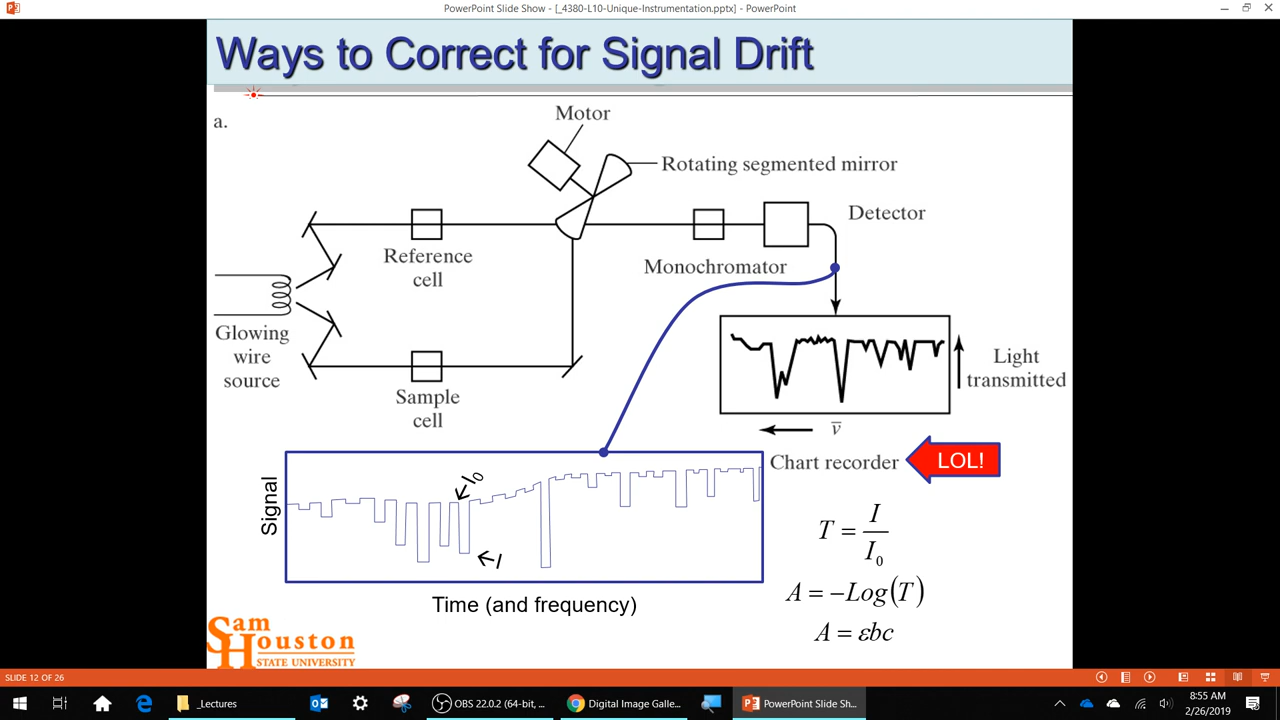 PowerPoint Slide Show - [_4380-L10-Unique-Instrumentation.pptx] - PowerPoint
Ways to Correct for Signal Drift
a.
Motor
Rotating segmented mirror
Detector
Reference
cell
Monochromator
Glowing
wire
source
Light
transmitted
Sample
cell
ν̅
Chart recorder
LOL!
Signal
I₀
I
T = I / I₀
A = −Log(T)
A = εbc
Time (and frequency)
Sam
Houston
STATE UNIVERSITY
SLIDE 12 OF 26
_Lectures
OBS 22.0.2 (64-bit, ...
Digital Image Galle...
PowerPoint Slide Sh...
8:55 AM
2/26/2019